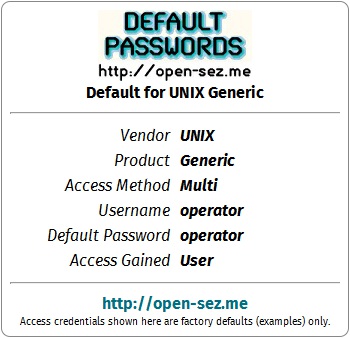 DEFAULT
PASSWORDS
http://open-sez.me
Default for UNIX Generic
Vendor UNIX
Product Generic
Access Method Multi
Username operator
Default Password operator
Access Gained User
http://open-sez.me
Access credentials shown here are factory defaults (examples) only.